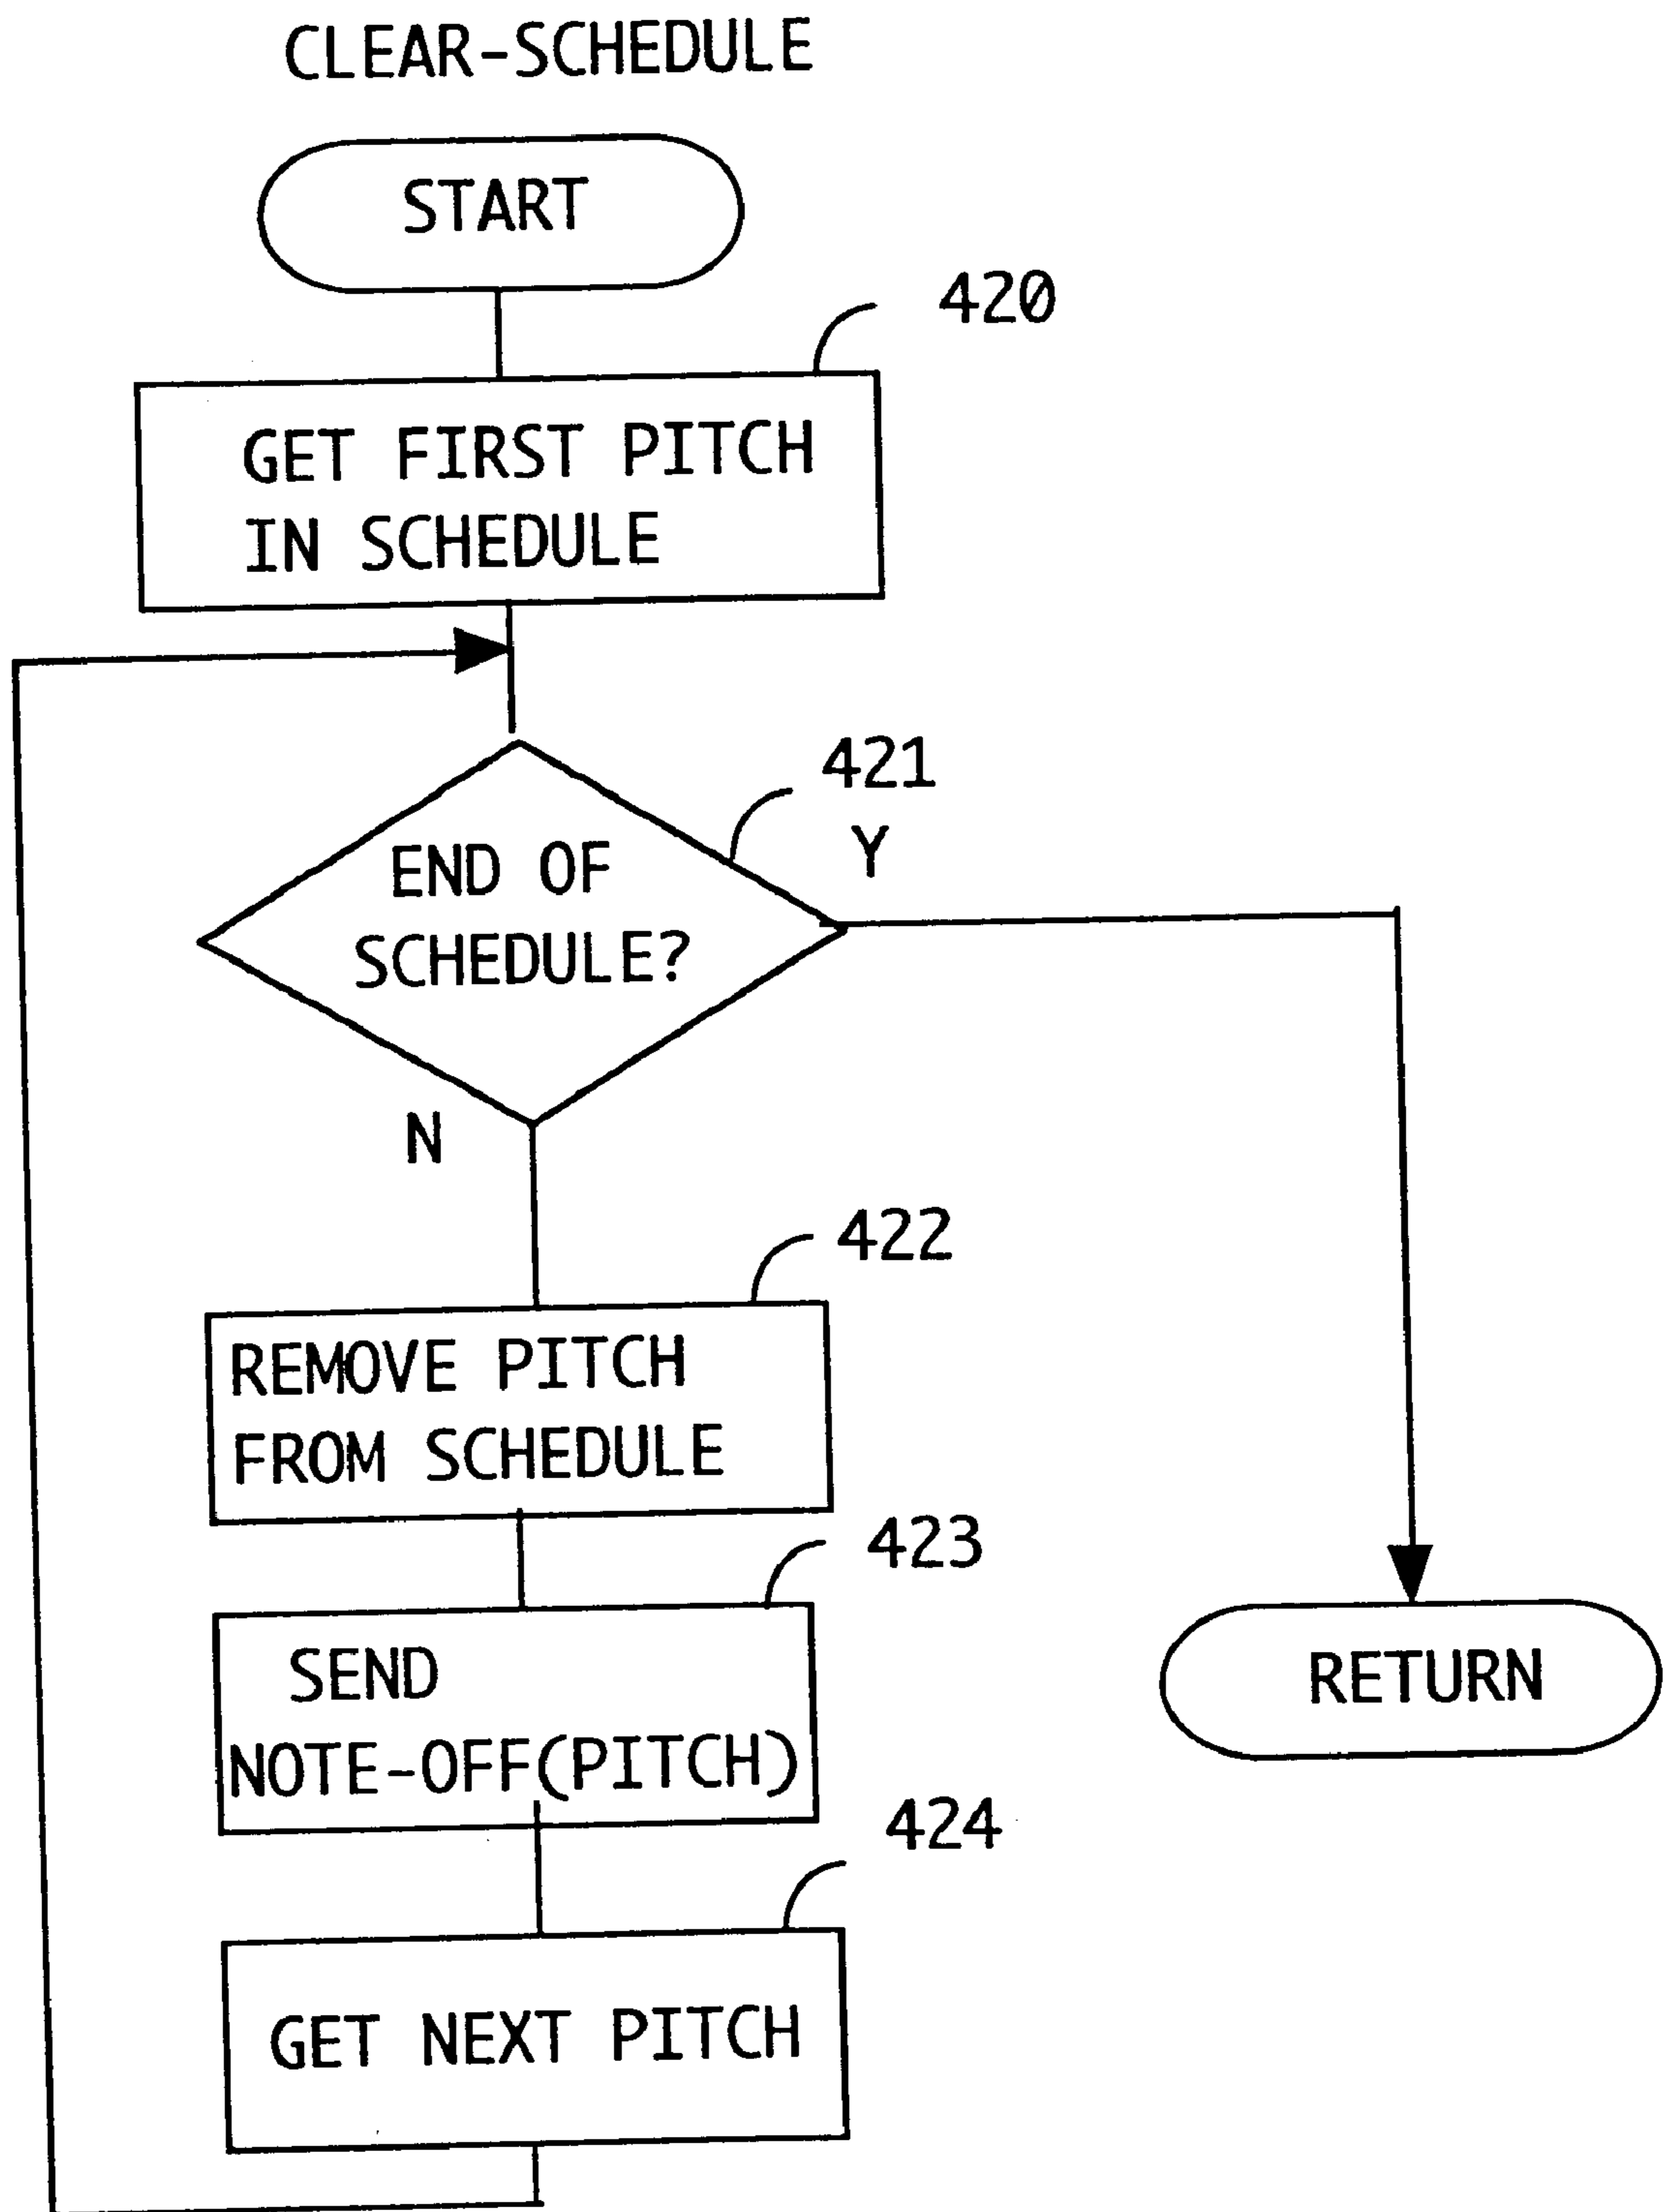 CLEAR-SCHEDULE
START
420
GET FIRST PITCH
IN SCHEDULE
421
Y
END OF
SCHEDULE?
N
422
REMOVE PITCH
FROM SCHEDULE
423
SEND
NOTE-OFF(PITCH)
RETURN
424
GET NEXT PITCH